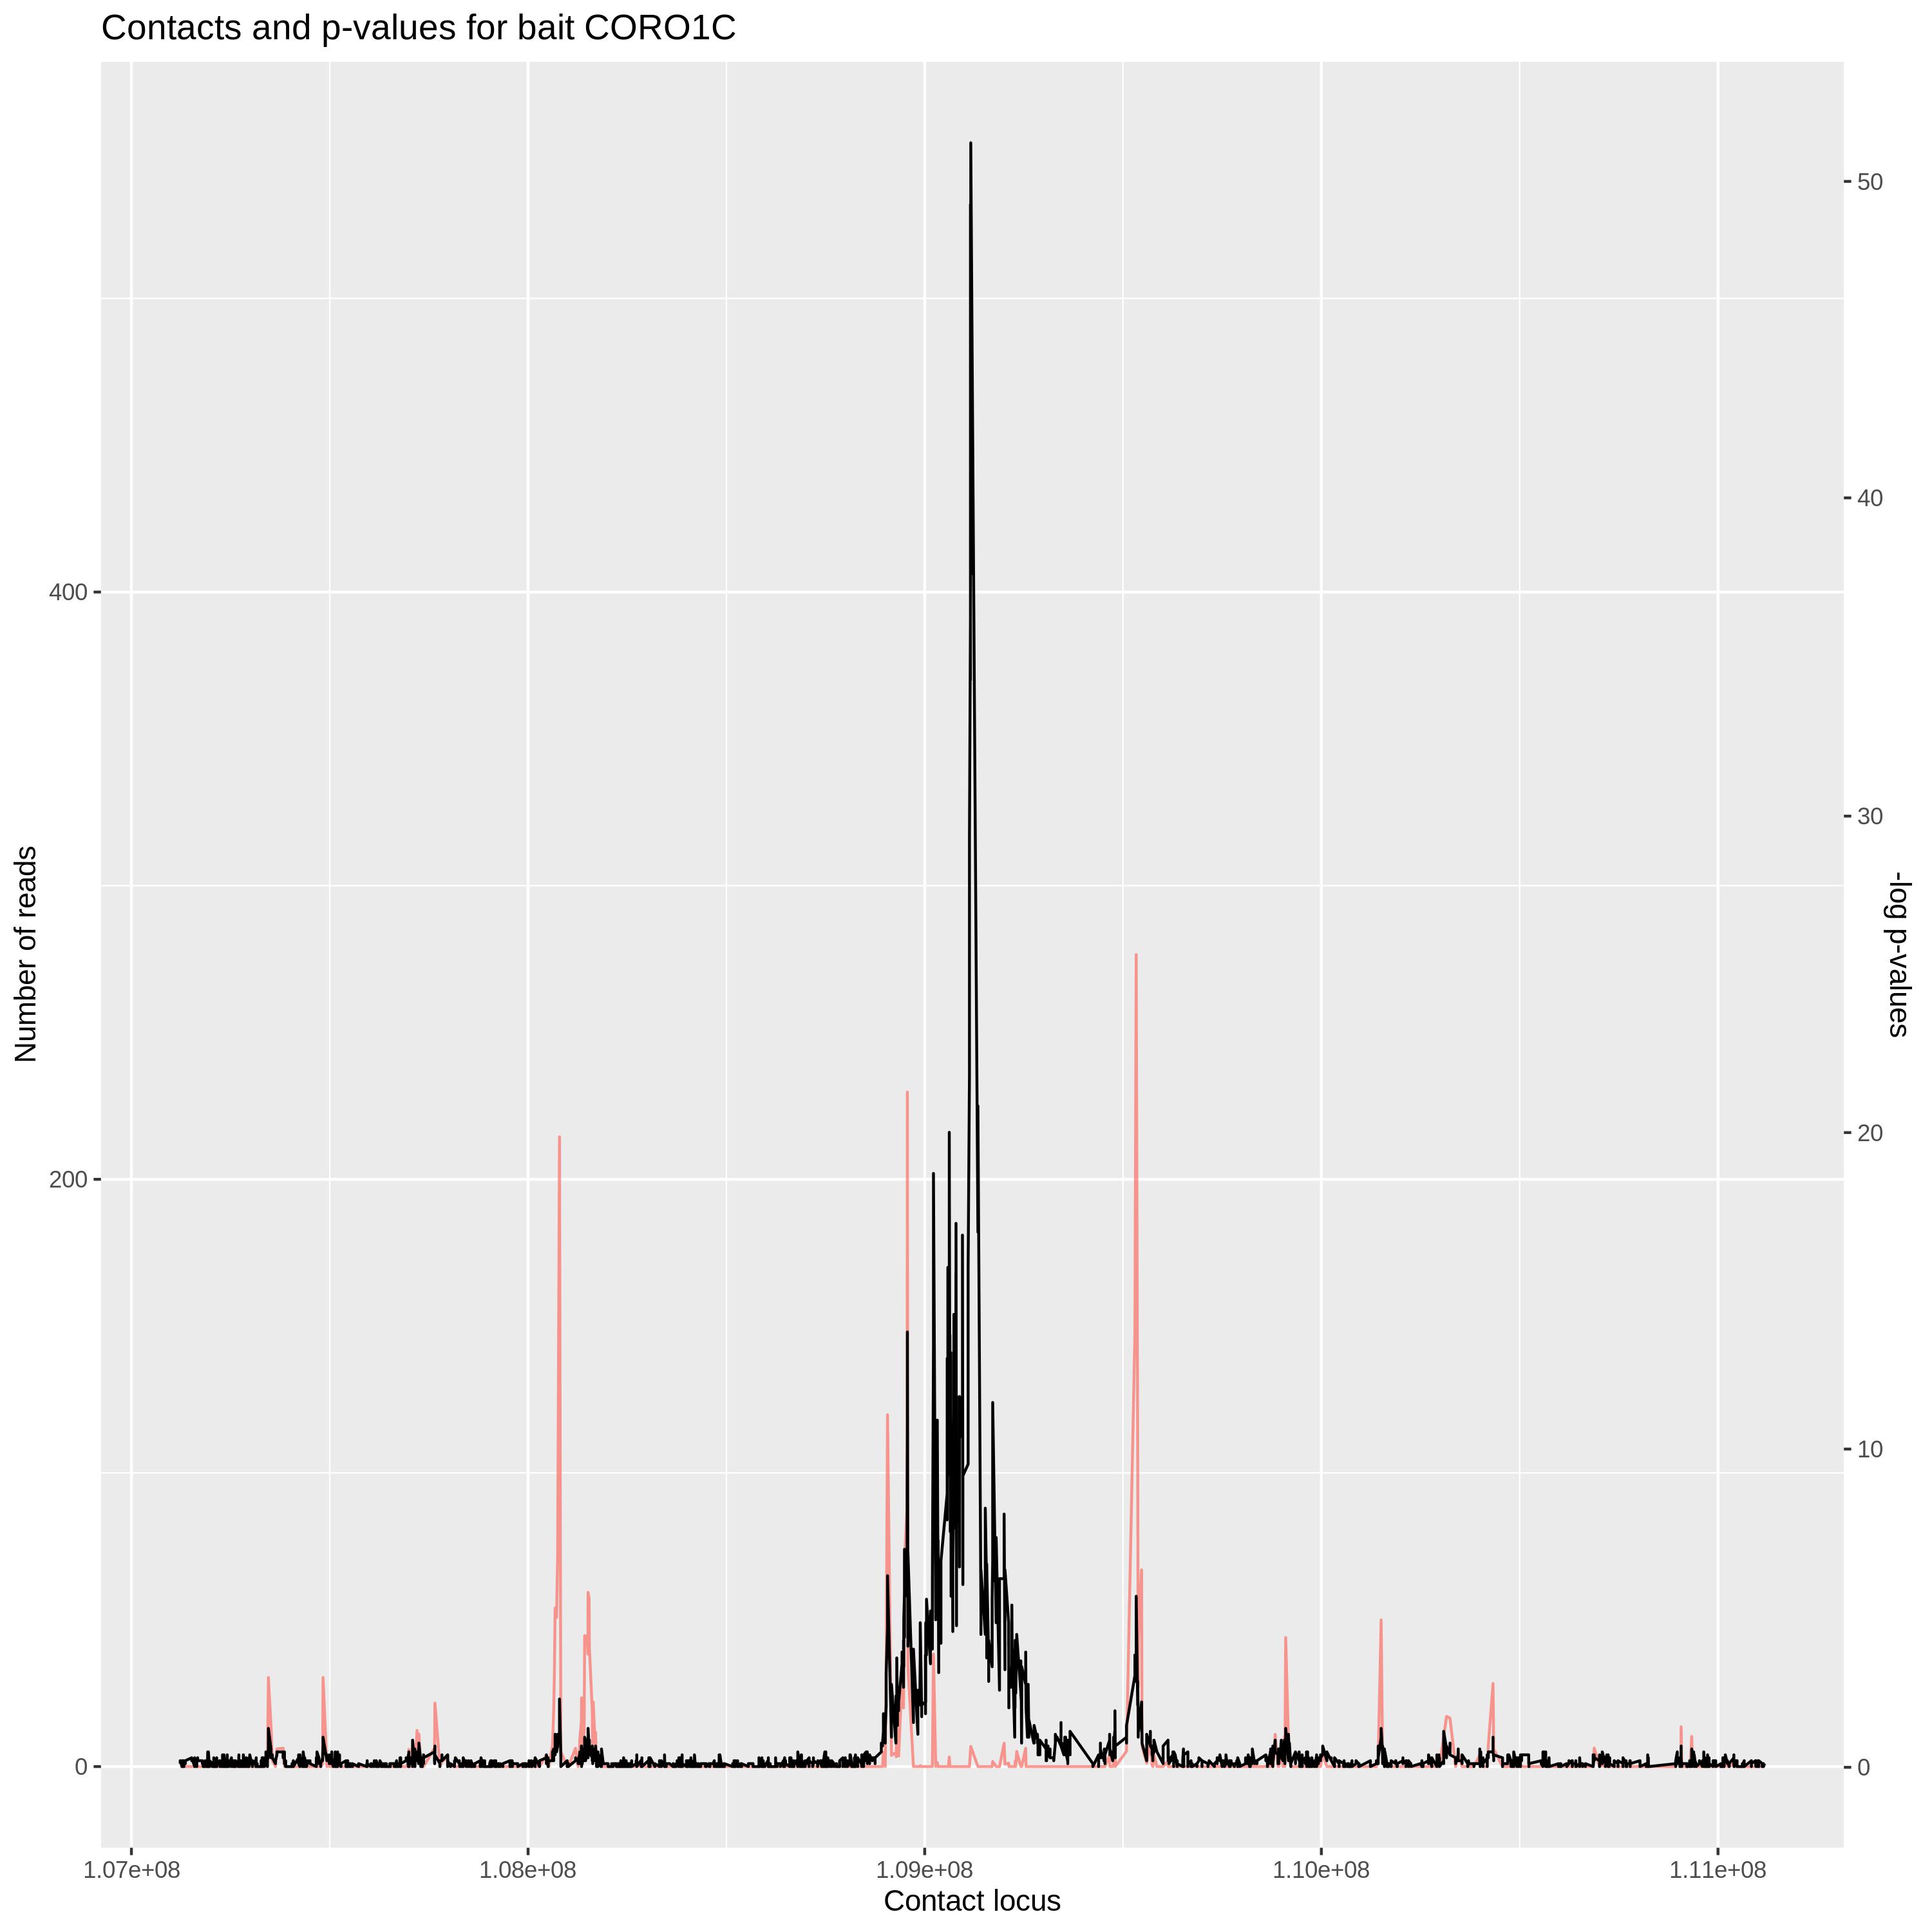 Contacts and p-values for bait CORO1C
Number of reads
400
200
0
50
40
30
20
10
0
-log p-values
1.07e+08 1.08e+08 1.09e+08 1.10e+08 1.11e+08
Contact locus